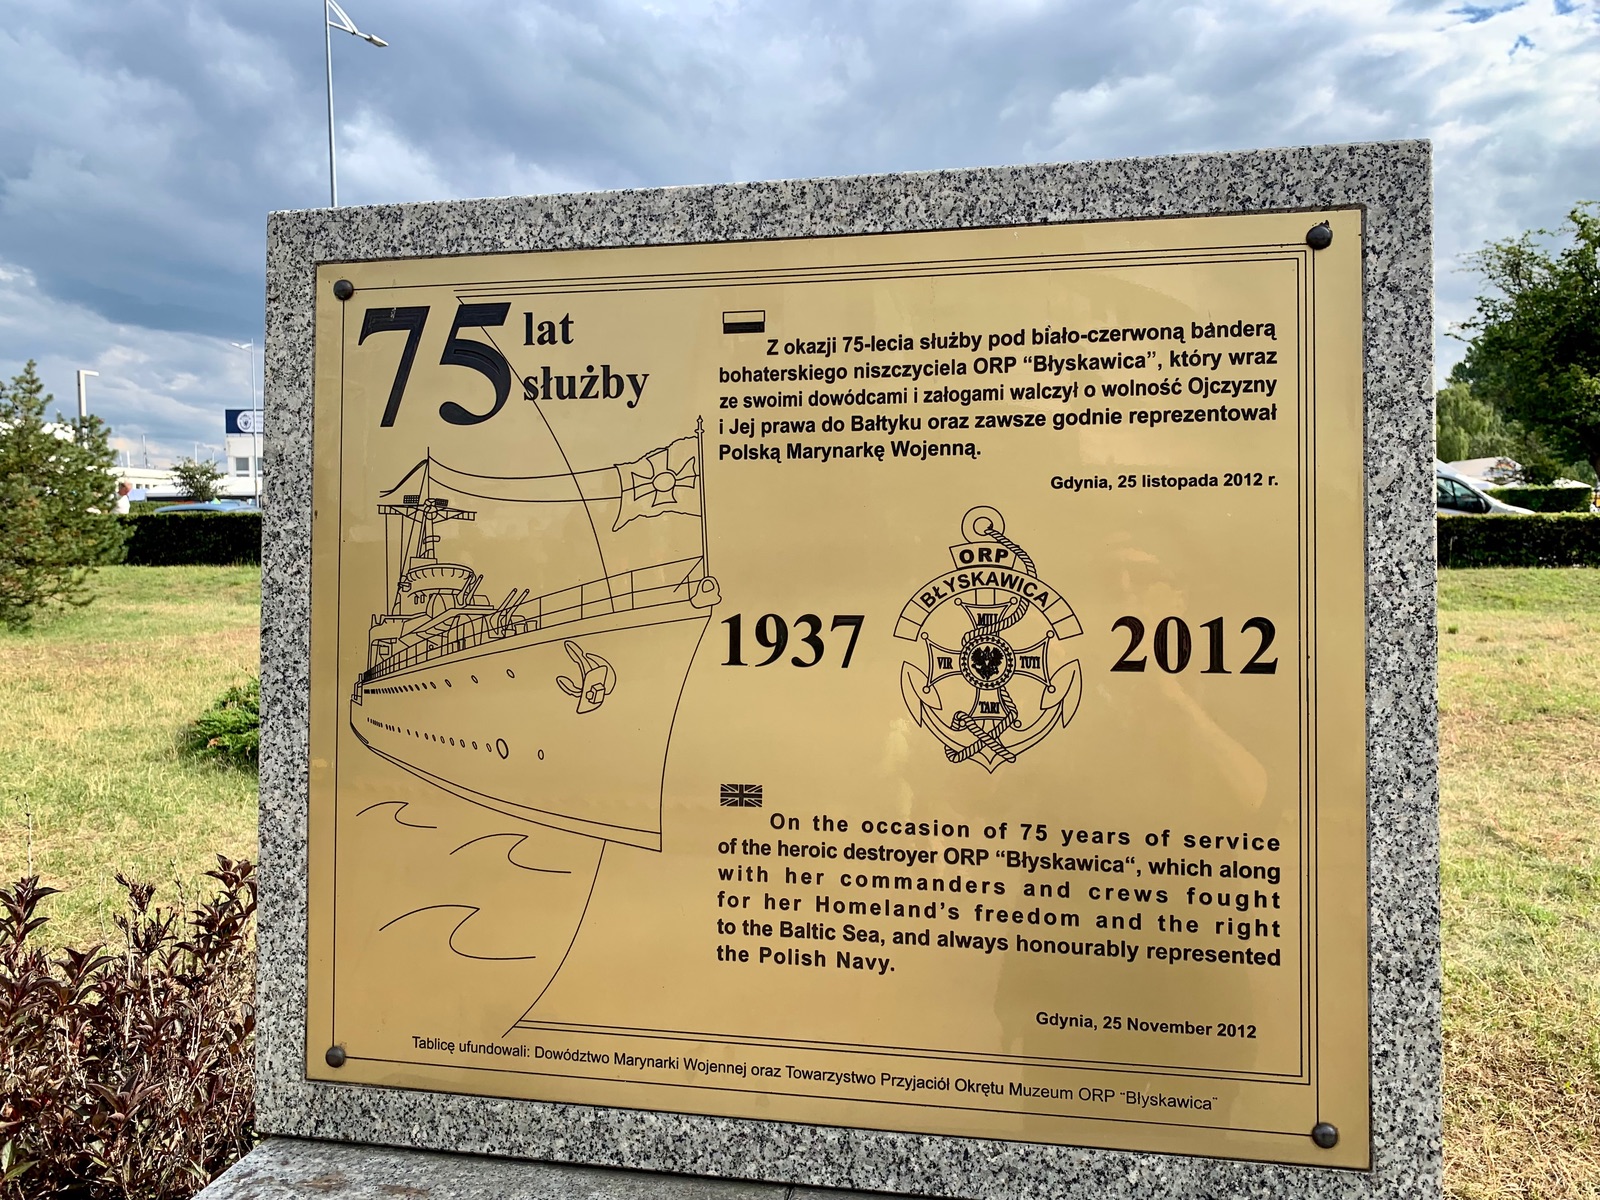 75 lat
służby
Z okazji 75-lecia służby pod biało-czerwoną banderą
bohaterskiego niszczyciela ORP “Błyskawica”, który wraz
ze swoimi dowódcami i załogami walczył o wolność Ojczyzny
i Jej prawa do Bałtyku oraz zawsze godnie reprezentował
Polską Marynarkę Wojenną.
Gdynia, 25 listopada 2012 r.
ORP
BŁYSKAWICA
MILI
VIR TUTI
TARI
1937 2012
On the occasion of 75 years of service
of the heroic destroyer ORP “Błyskawica“, which along
with her commanders and crews fought
for her Homeland’s freedom and the right
to the Baltic Sea, and always honourably represented
the Polish Navy.
Gdynia, 25 November 2012
Tablicę ufundowali: Dowództwo Marynarki Wojennej oraz Towarzystwo Przyjaciół Okrętu Muzeum ORP ¨Błyskawica¨